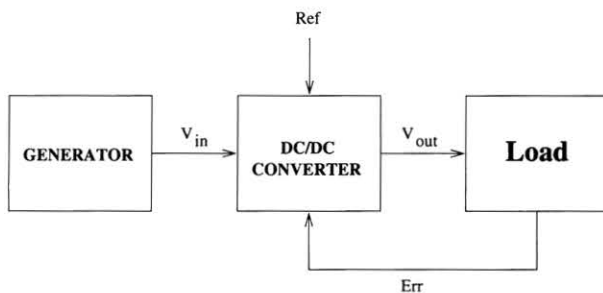 Ref
GENERATOR
V in
DC/DC
CONVERTER
V out
Load
Err